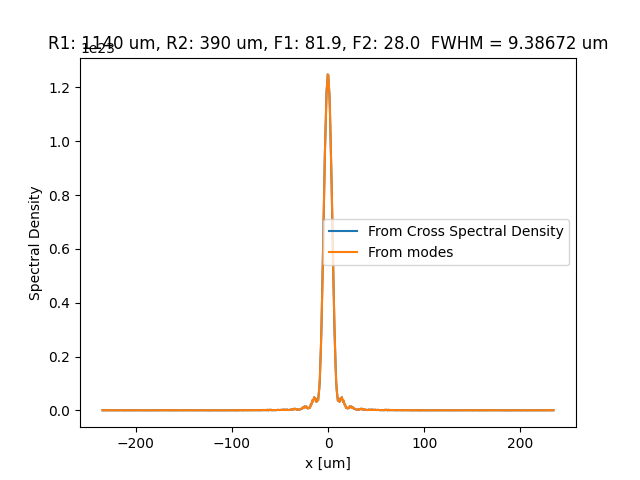 R1: 1140 um, R2: 390 um, F1: 81.9, F2: 28.0  FWHM = 9.38672 um
1e23
1.2
1.0
0.8
0.6
0.4
0.2
0.0
Spectral Density
From Cross Spectral Density
From modes
−200
−100
0
100
200
x [um]